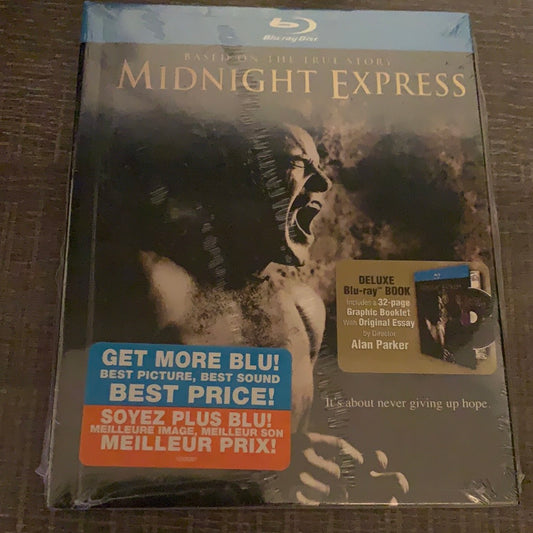 Blu-ray Disc
BASED ON THE TRUE STORY
MIDNIGHT EXPRESS
DELUXE
Blu-ray™ BOOK
Includes a 32-page
Graphic Booklet
With Original Essay
by Director
Alan Parker
GET MORE BLU!
BEST PICTURE, BEST SOUND
BEST PRICE!
SOYEZ PLUS BLU!
MEILLEURE IMAGE, MEILLEUR SON
MEILLEUR PRIX!
It's about never giving up hope.